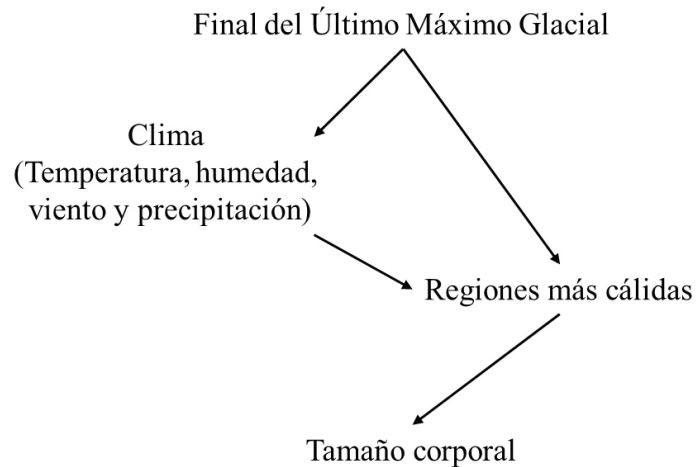 Final del Último Máximo Glacial
Clima
(Temperatura, humedad,
viento y precipitación)
Regiones más cálidas
Tamaño corporal